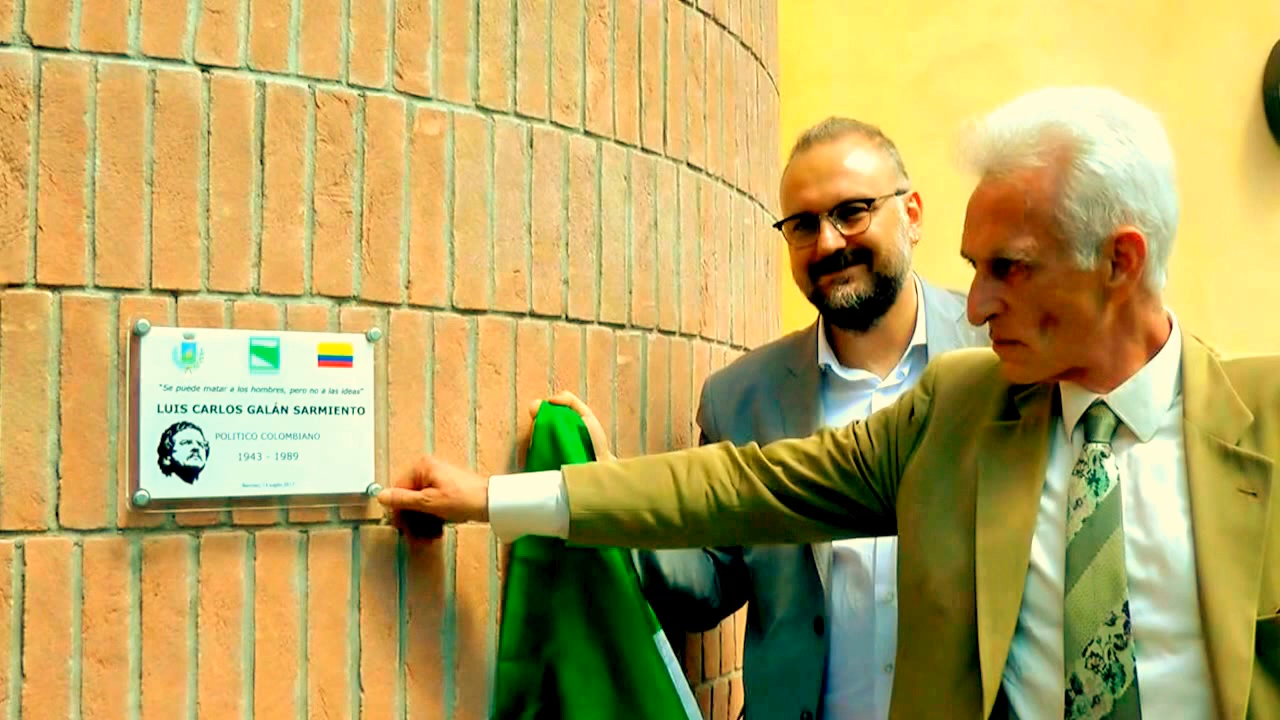 "Se puede matar a los hombres, pero no a las ideas"
LUIS CARLOS GALÁN SARMIENTO
POLITICO COLOMBIANO
1943 - 1989